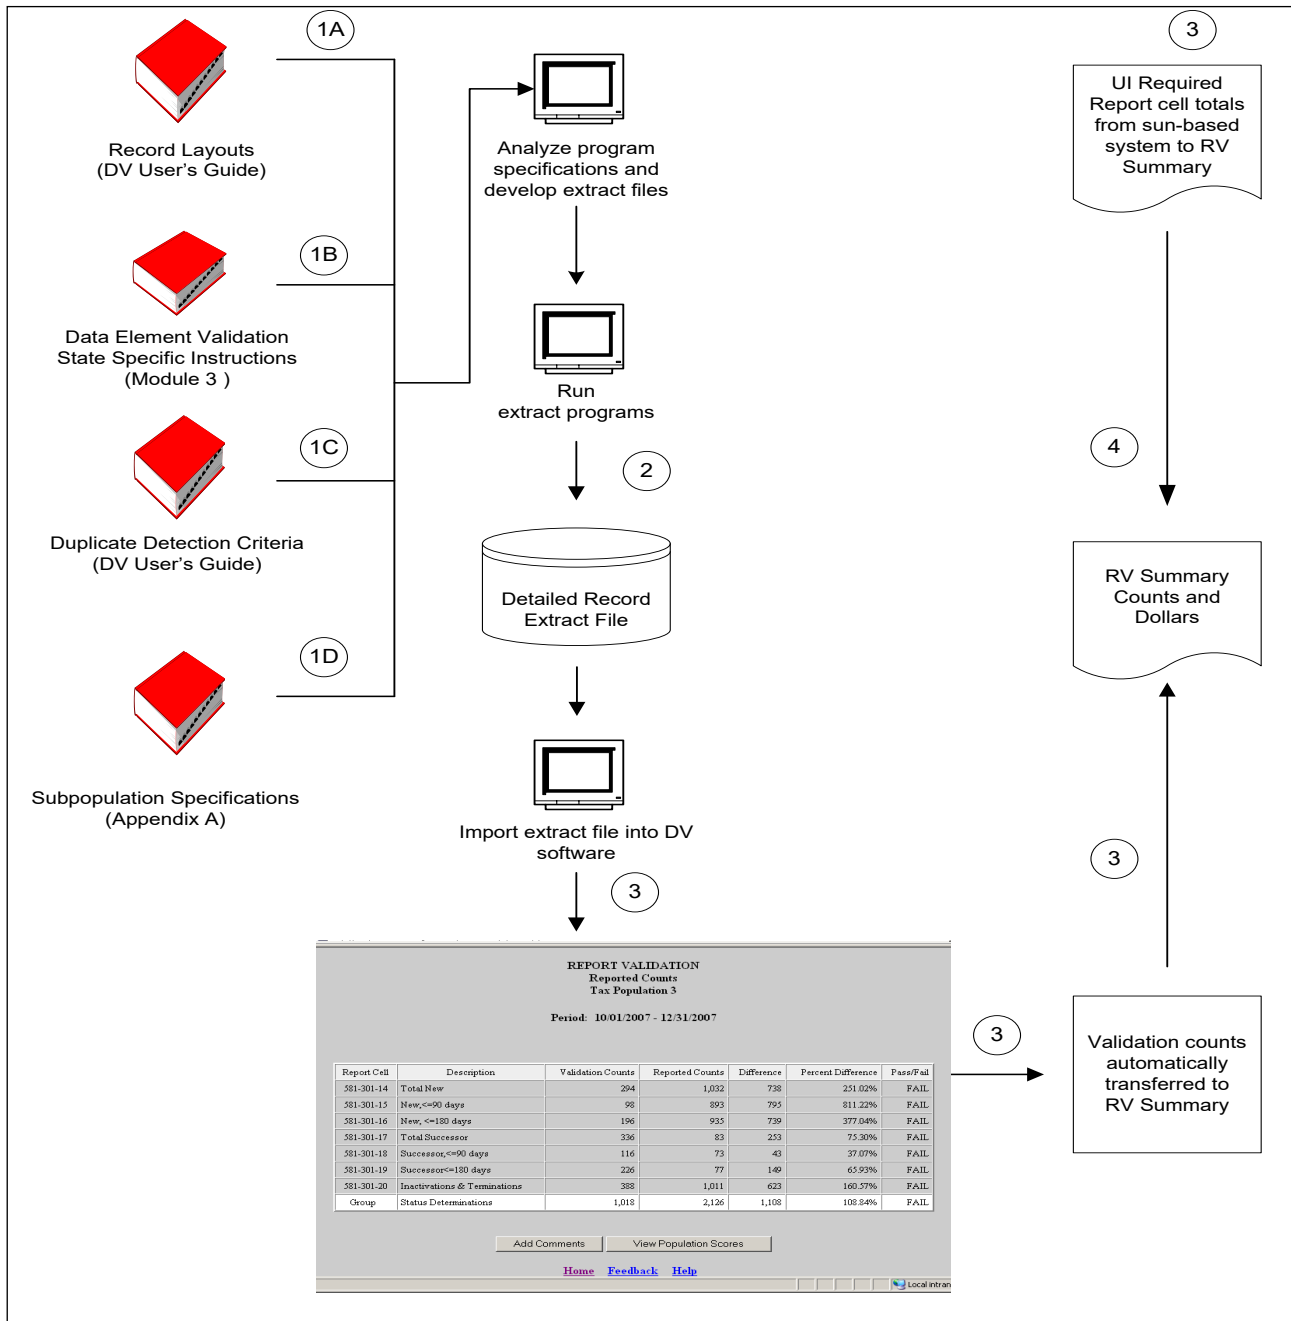 1A
Record Layouts
(DV User's Guide)
1B
Data Element Validation
State Specific Instructions
(Module 3 )
1C
Duplicate Detection Criteria
(DV User's Guide)
1D
Subpopulation Specifications
(Appendix A)
Analyze program
specifications and
develop extract files
Run
extract programs
2
Detailed Record
Extract File
Import extract file into DV
software
3
REPORT VALIDATION
Reported Counts
Tax Population 3
Period: 10/01/2007 - 12/31/2007
Report Cell Description Validation Counts Reported Counts Difference Percent Difference Pass/Fail
581-301-14 Total New 294 1,032 738 251.02% FAIL
581-301-15 New,<=90 days 98 893 795 811.22% FAIL
581-301-16 New, <=180 days 196 935 739 377.04% FAIL
581-301-17 Total Successor 336 83 253 75.30% FAIL
581-301-18 Successor,<=90 days 116 73 43 37.07% FAIL
581-301-19 Successor<=180 days 226 77 149 65.93% FAIL
581-301-20 Inactivations & Terminations 388 1,011 623 160.57% FAIL
Group Status Determinations 1,018 2,126 1,108 108.84% FAIL
Add Comments View Population Scores
Home Feedback Help
Local intran
3
Validation counts
automatically
transferred to
RV Summary
3
RV Summary
Counts and
Dollars
4
3
UI Required
Report cell totals
from sun-based
system to RV
Summary